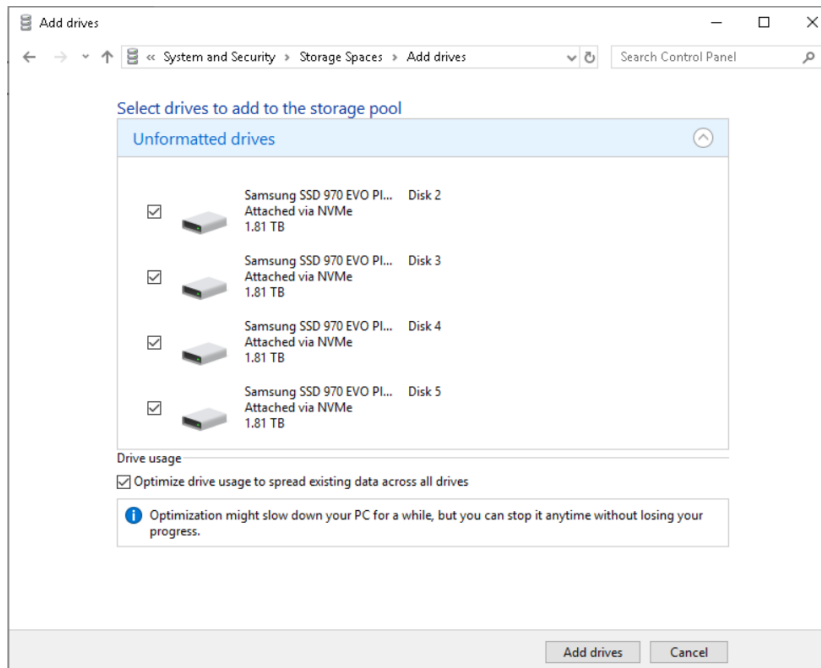 Add drives
« System and Security › Storage Spaces › Add drives
Search Control Panel
Select drives to add to the storage pool
Unformatted drives
Samsung SSD 970 EVO Pl... Disk 2
Attached via NVMe
1.81 TB
Samsung SSD 970 EVO Pl... Disk 3
Attached via NVMe
1.81 TB
Samsung SSD 970 EVO Pl... Disk 4
Attached via NVMe
1.81 TB
Samsung SSD 970 EVO Pl... Disk 5
Attached via NVMe
1.81 TB
Drive usage
Optimize drive usage to spread existing data across all drives
Optimization might slow down your PC for a while, but you can stop it anytime without losing your
progress.
Add drives Cancel